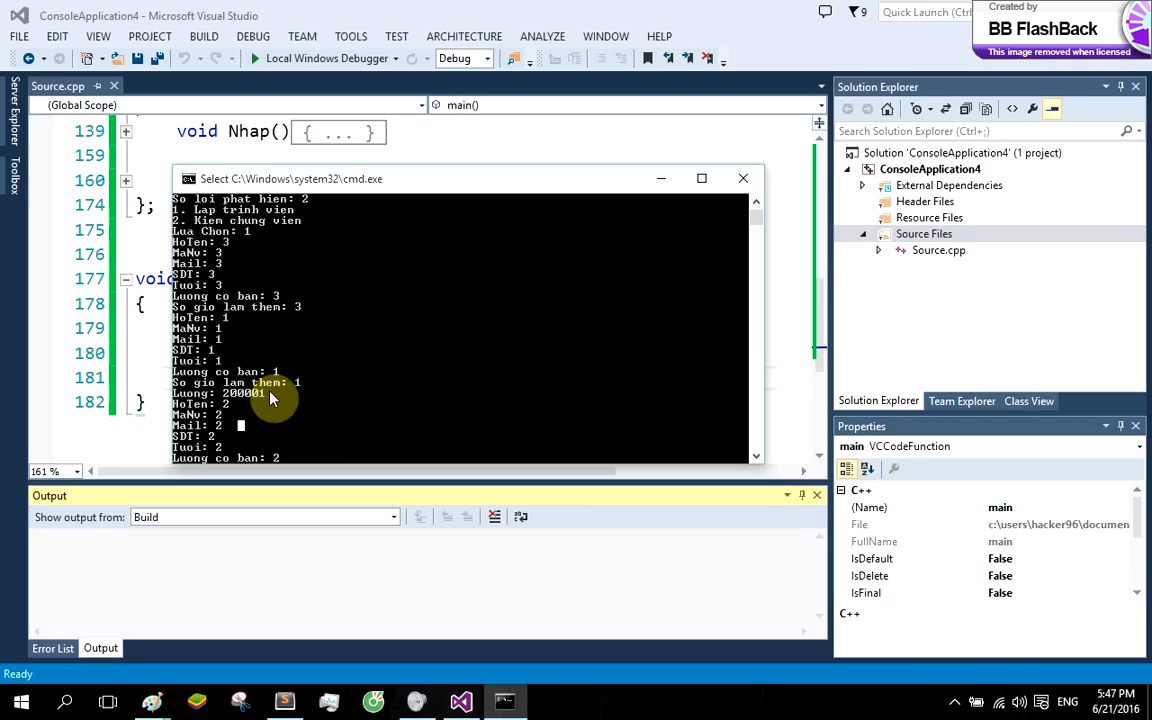 ConsoleApplication4 - Microsoft Visual Studio
9
Quick Launch (Ctrl
Created by
BB FlashBack
This image removed when licensed
FILE EDIT VIEW PROJECT BUILD DEBUG TEAM TOOLS TEST ARCHITECTURE ANALYZE WINDOW HELP
Local Windows Debugger
Debug
Server Explorer
Toolbox
Source.cpp
(Global Scope)
main()
139 void Nhap(){ ... }
159
160
174 };
175
176
177 void
178 {
179
180
181
182 }
161 %
Select C:\Windows\system32\cmd.exe
So loi phat hien: 2
1. Lap trinh vien
2. Kiem chung vien
Lua Chon: 1
HoTen: 3
MaNv: 3
Mail: 3
SDT: 3
Tuoi: 3
Luong co ban: 3
So gio lam them: 3
HoTen: 1
MaNv: 1
Mail: 1
SDT: 1
Tuoi: 1
Luong co ban: 1
So gio lam them: 1
Luong: 200001
HoTen: 2
MaNv: 2
Mail: 2
SDT: 2
Tuoi: 2
Luong co ban: 2
Output
Show output from: Build
Error List
Output
Solution Explorer
Search Solution Explorer (Ctrl+;)
Solution 'ConsoleApplication4' (1 project)
ConsoleApplication4
External Dependencies
Header Files
Resource Files
Source Files
Source.cpp
Solution Explorer Team Explorer Class View
Properties
main VCCodeFunction
C++
(Name) main
File c:\users\hacker96\documen
FullName main
IsDefault False
IsDelete False
IsFinal False
C++
Ready
ENG
5:47 PM
6/21/2016